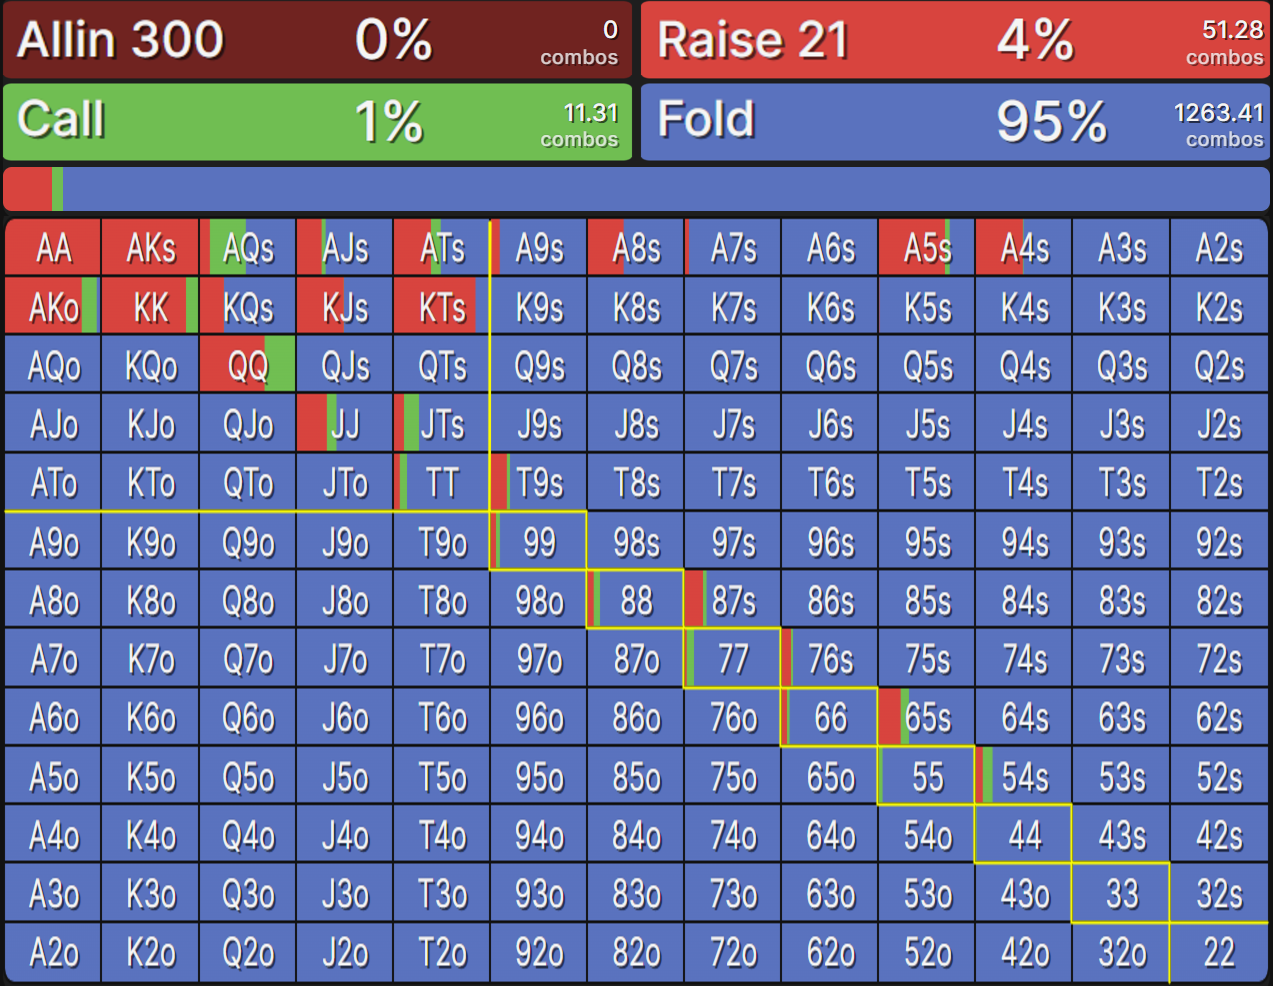 Allin 300 0% 0 combos Raise 21 4% 51.28 combos
Call 1% 11.31 combos Fold 95% 1263.41 combos
AA AKs AQs AJs ATs A9s A8s A7s A6s A5s A4s A3s A2s
AKo KK KQs KJs KTs K9s K8s K7s K6s K5s K4s K3s K2s
AQo KQo QQ QJs QTs Q9s Q8s Q7s Q6s Q5s Q4s Q3s Q2s
AJo KJo QJo JJ JTs J9s J8s J7s J6s J5s J4s J3s J2s
ATo KTo QTo JTo TT T9s T8s T7s T6s T5s T4s T3s T2s
A9o K9o Q9o J9o T9o 99 98s 97s 96s 95s 94s 93s 92s
A8o K8o Q8o J8o T8o 98o 88 87s 86s 85s 84s 83s 82s
A7o K7o Q7o J7o T7o 97o 87o 77 76s 75s 74s 73s 72s
A6o K6o Q6o J6o T6o 96o 86o 76o 66 65s 64s 63s 62s
A5o K5o Q5o J5o T5o 95o 85o 75o 65o 55 54s 53s 52s
A4o K4o Q4o J4o T4o 94o 84o 74o 64o 54o 44 43s 42s
A3o K3o Q3o J3o T3o 93o 83o 73o 63o 53o 43o 33 32s
A2o K2o Q2o J2o T2o 92o 82o 72o 62o 52o 42o 32o 22